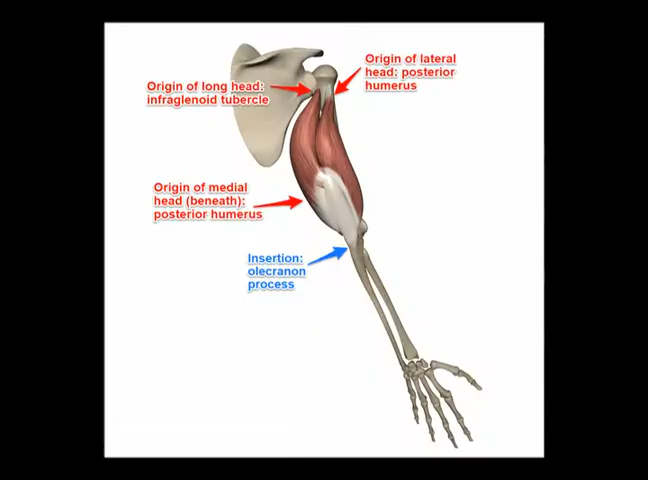 Origin of lateral
head: posterior
humerus
Origin of long head:
infraglenoid tubercle
Origin of medial
head (beneath):
posterior humerus
Insertion:
olecranon
process